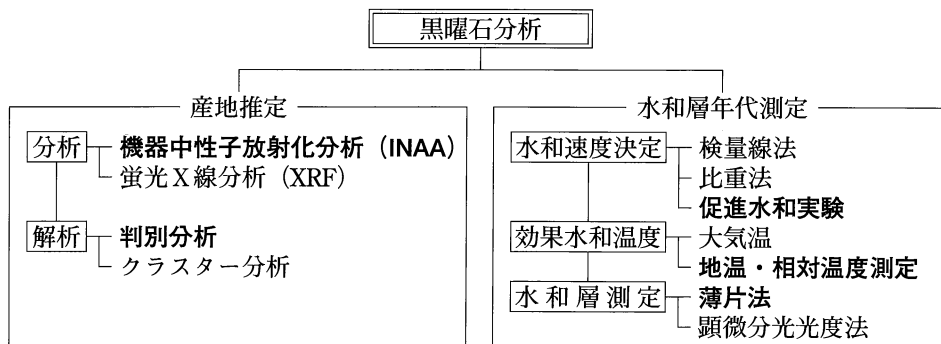 黒曜石分析
産地推定
分析
機器中性子放射化分析（INAA）
蛍光Ｘ線分析（XRF）
解析
判別分析
クラスター分析
水和層年代測定
水和速度決定
検量線法
比重法
促進水和実験
効果水和温度
大気温
地温・相対温度測定
水和層測定
薄片法
顕微分光光度法